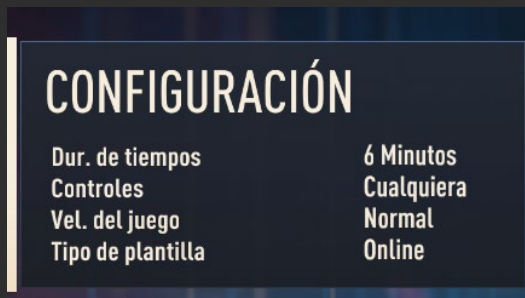 CONFIGURACIÓN
Dur. de tiempos 6 Minutos
Controles Cualquiera
Vel. del juego Normal
Tipo de plantilla Online